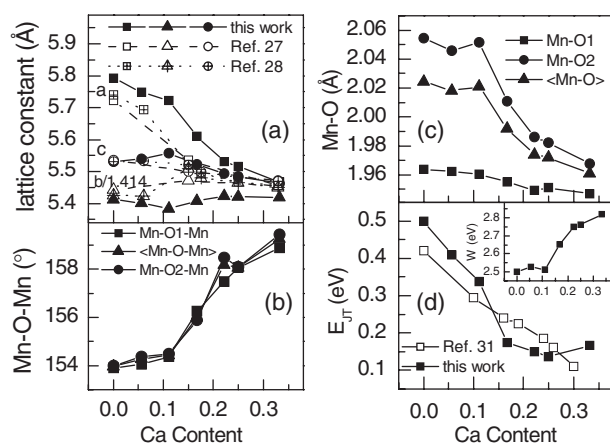 this work
Ref. 27
Ref. 28
lattice constant (Å)
5.9
5.8
5.7
5.6
5.5
5.4
a
c
b/1.414
(a)
Mn-O1-Mn
<Mn-O-Mn>
Mn-O2-Mn
Mn-O-Mn (°)
158
156
154
(b)
0.0 0.1 0.2 0.3
Ca Content
Mn-O1
Mn-O2
<Mn-O>
Mn-O (Å)
2.06
2.04
2.02
2.00
1.98
1.96
(c)
W (eV)
2.8
2.7
2.6
2.5
0.0 0.1 0.2 0.3
E_JT (eV)
0.5
0.4
0.3
0.2
0.1
(d)
Ref. 31
this work
0.0 0.1 0.2 0.3
Ca Content